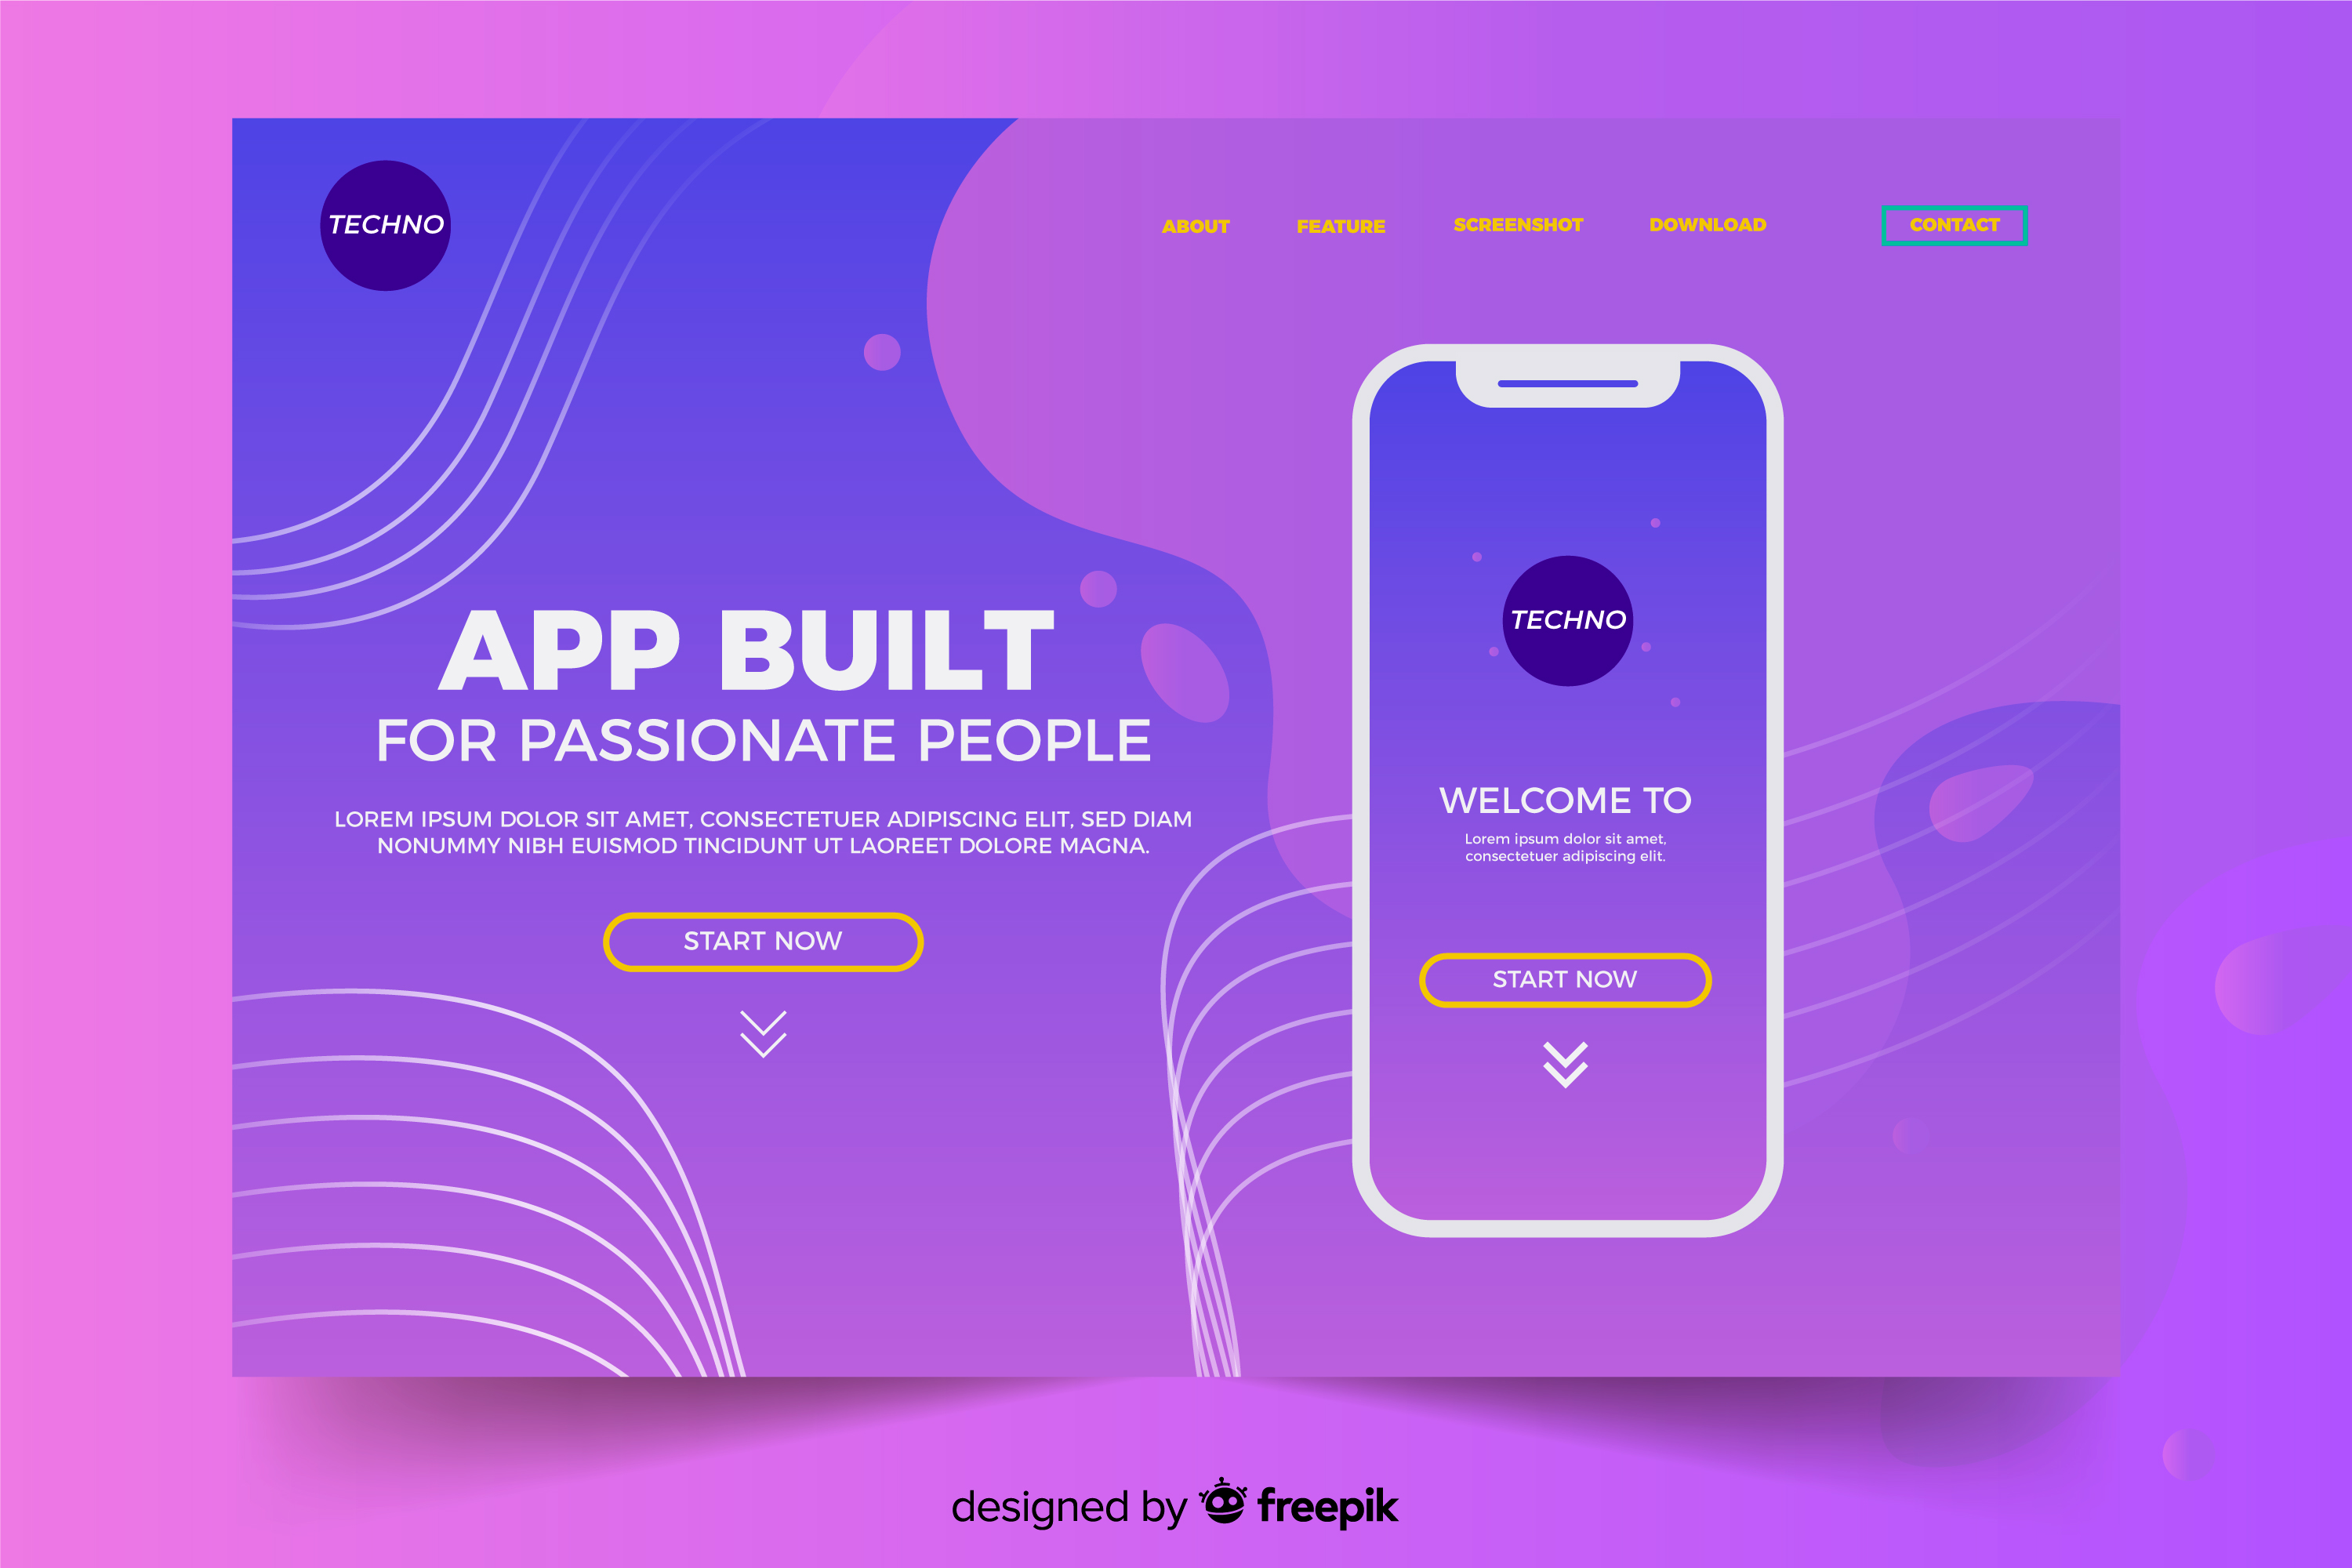 TECHNO
ABOUT FEATURE SCREENSHOT DOWNLOAD CONTACT
APP BUILT
FOR PASSIONATE PEOPLE
LOREM IPSUM DOLOR SIT AMET, CONSECTETUER ADIPISCING ELIT, SED DIAM
NONUMMY NIBH EUISMOD TINCIDUNT UT LAOREET DOLORE MAGNA.
START NOW
TECHNO
WELCOME TO
Lorem ipsum dolor sit amet,
consectetuer adipiscing elit.
START NOW
designed by freepik